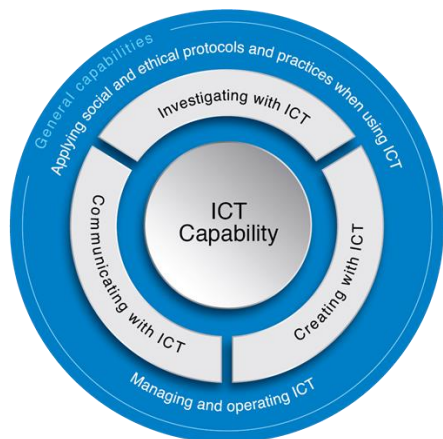 General capabilities
Applying social and ethical protocols and practices when using ICT
Investigating with ICT
ICT
Capability
Communicating with ICT
Creating with ICT
Managing and operating ICT